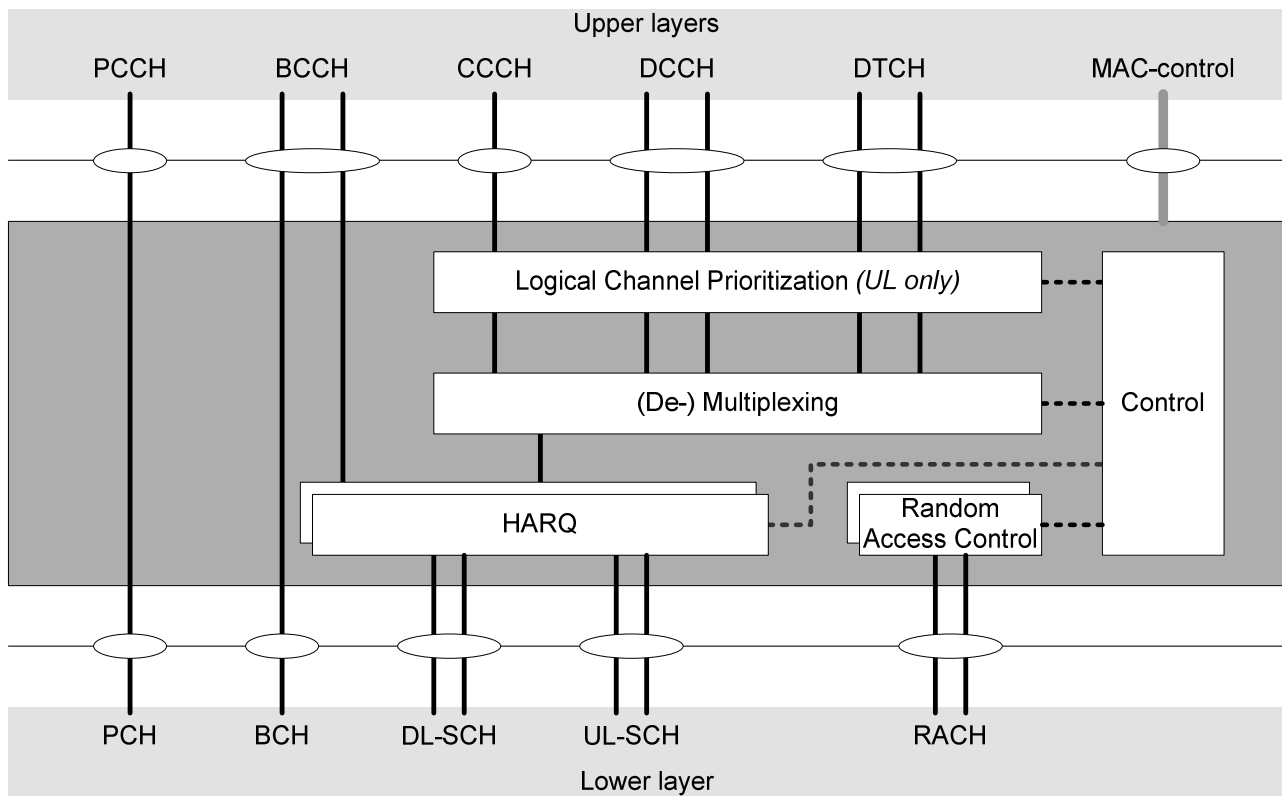 Upper layers
PCCH BCCH CCCH DCCH DTCH MAC-control
Logical Channel Prioritization (UL only)
(De-) Multiplexing
Control
HARQ
Random
Access Control
PCH BCH DL-SCH UL-SCH RACH
Lower layer